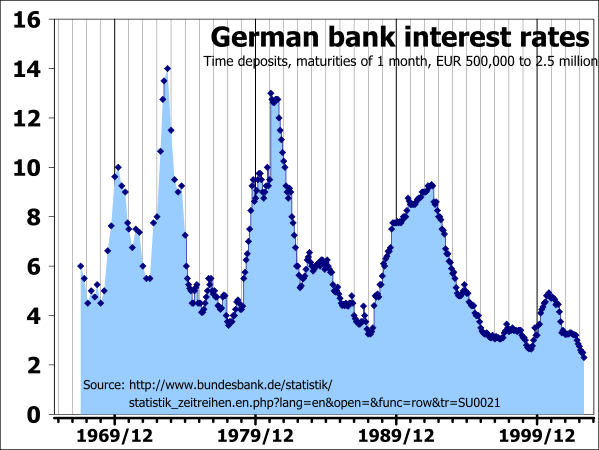 German bank interest rates
Time deposits, maturities of 1 month, EUR 500,000 to 2.5 million
16
14
12
10
8
6
4
2
0
Source: http://www.bundesbank.de/statistik/
statistik_zeitreihen.en.php?lang=en&open=&func=row&tr=SU0021
1969/12 1979/12 1989/12 1999/12